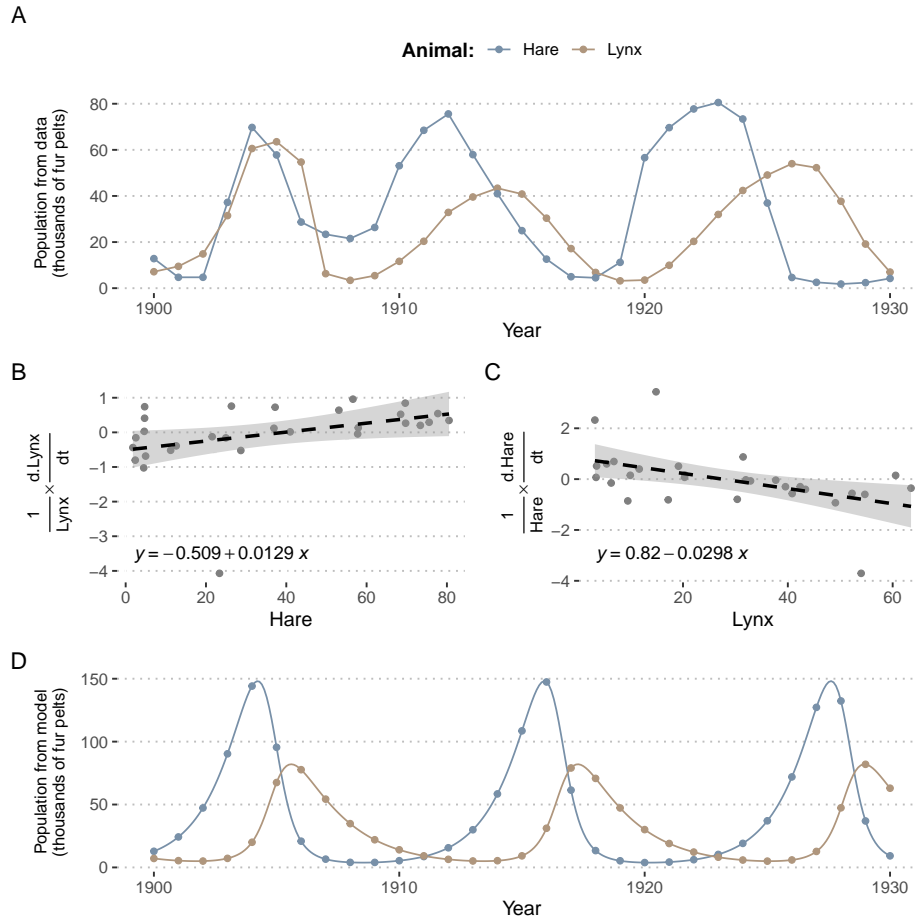 A
Animal: Hare Lynx
Population from data
(thousands of fur pelts)
80
60
40
20
0
1900 1910 1920 1930
Year
B
1/Lynx × d.Lynx/dt
1
0
−1
−2
−3
−4
y = −0.509 + 0.0129 x
0 20 40 60 80
Hare
C
1/Hare × d.Hare/dt
2
0
−2
−4
y = 0.82 − 0.0298 x
20 40 60
Lynx
D
Population from model
(thousands of fur pelts)
150
100
50
0
1900 1910 1920 1930
Year